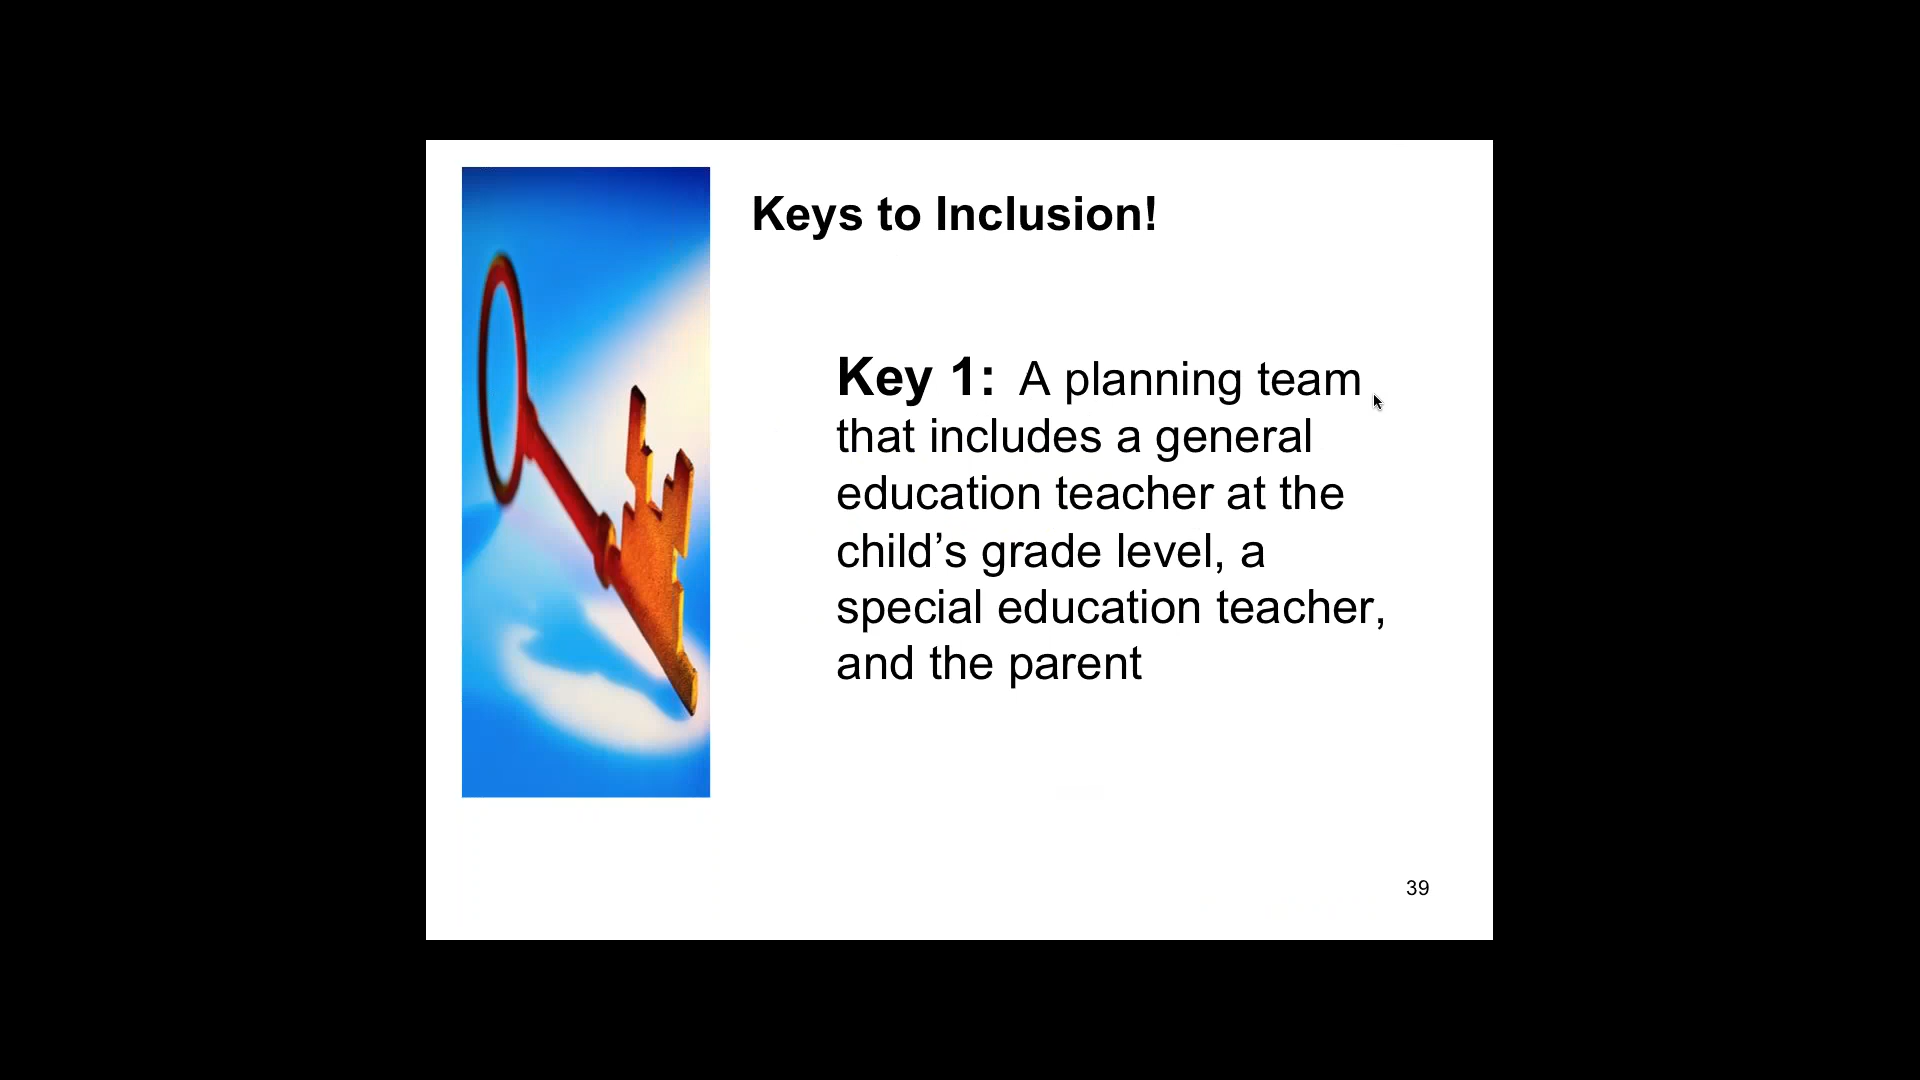 Keys to Inclusion!
Key 1: A planning team
that includes a general
education teacher at the
child’s grade level, a
special education teacher,
and the parent
39